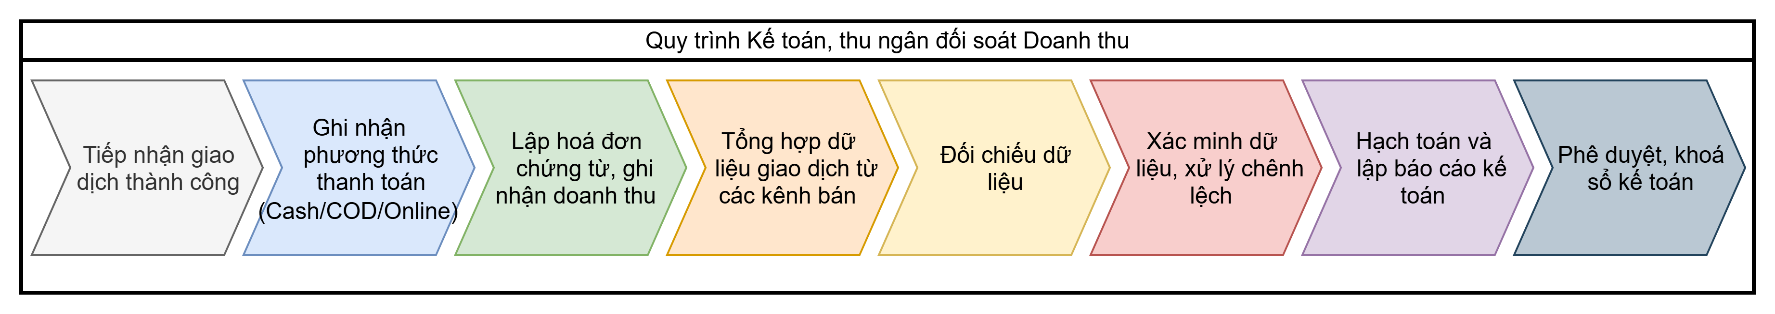 Quy trình Kế toán, thu ngân đối soát Doanh thu
Tiếp nhận giao
dịch thành công
Ghi nhận
phương thức
thanh toán
(Cash/COD/Online)
Lập hoá đơn
chứng từ, ghi
nhận doanh thu
Tổng hợp dữ
liệu giao dịch từ
các kênh bán
Đối chiếu dữ
liệu
Xác minh dữ
liệu, xử lý chênh
lệch
Hạch toán và
lập báo cáo kế
toán
Phê duyệt, khoá
sổ kế toán